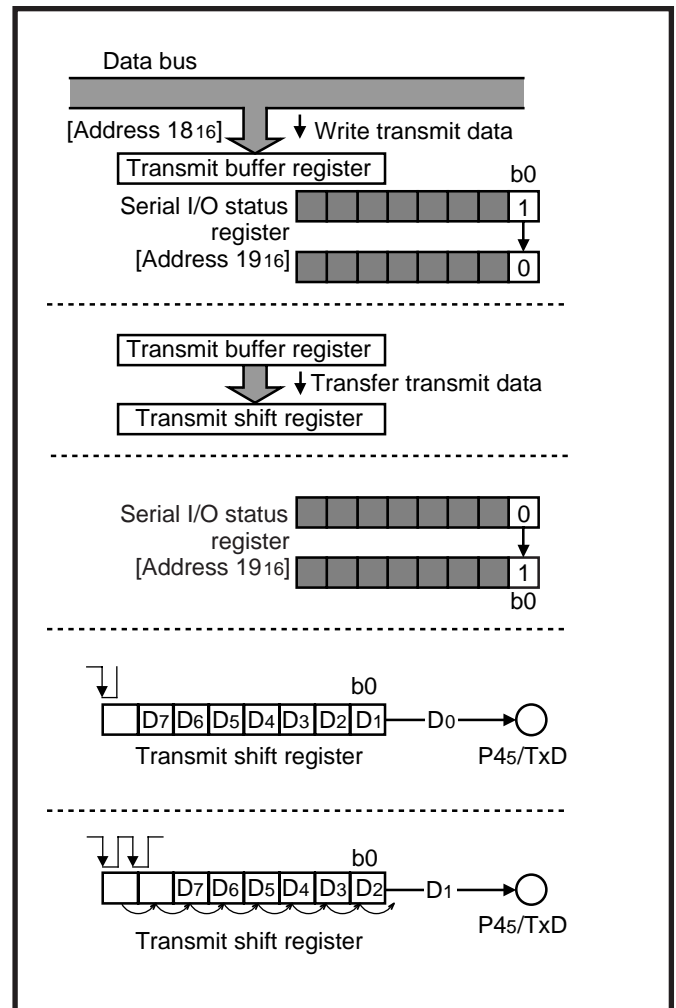 Data bus
[Address 1816] Write transmit data
Transmit buffer register
b0
Serial I/O status register 1
[Address 1916] 0
Transmit buffer register
Transfer transmit data
Transmit shift register
Serial I/O status register 0
[Address 1916] 1
b0
b0
D7 D6 D5 D4 D3 D2 D1 D0
Transmit shift register P45/TxD
b0
D7 D6 D5 D4 D3 D2 D1
P45/TxD
Transmit shift register